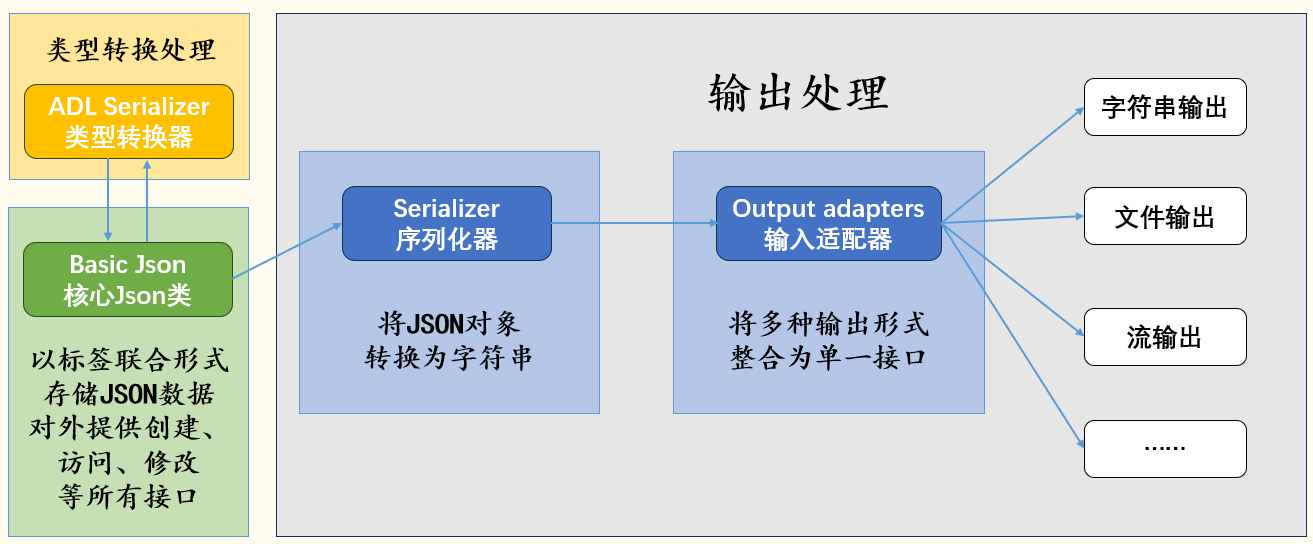 类型转换处理
ADL Serializer
类型转换器
Basic Json
核心Json类
以标签联合形式
存储JSON数据
对外提供创建、
访问、修改
等所有接口
输出处理
Serializer
序列化器
将JSON对象
转换为字符串
Output adapters
输入适配器
将多种输出形式
整合为单一接口
字符串输出
文件输出
流输出
……